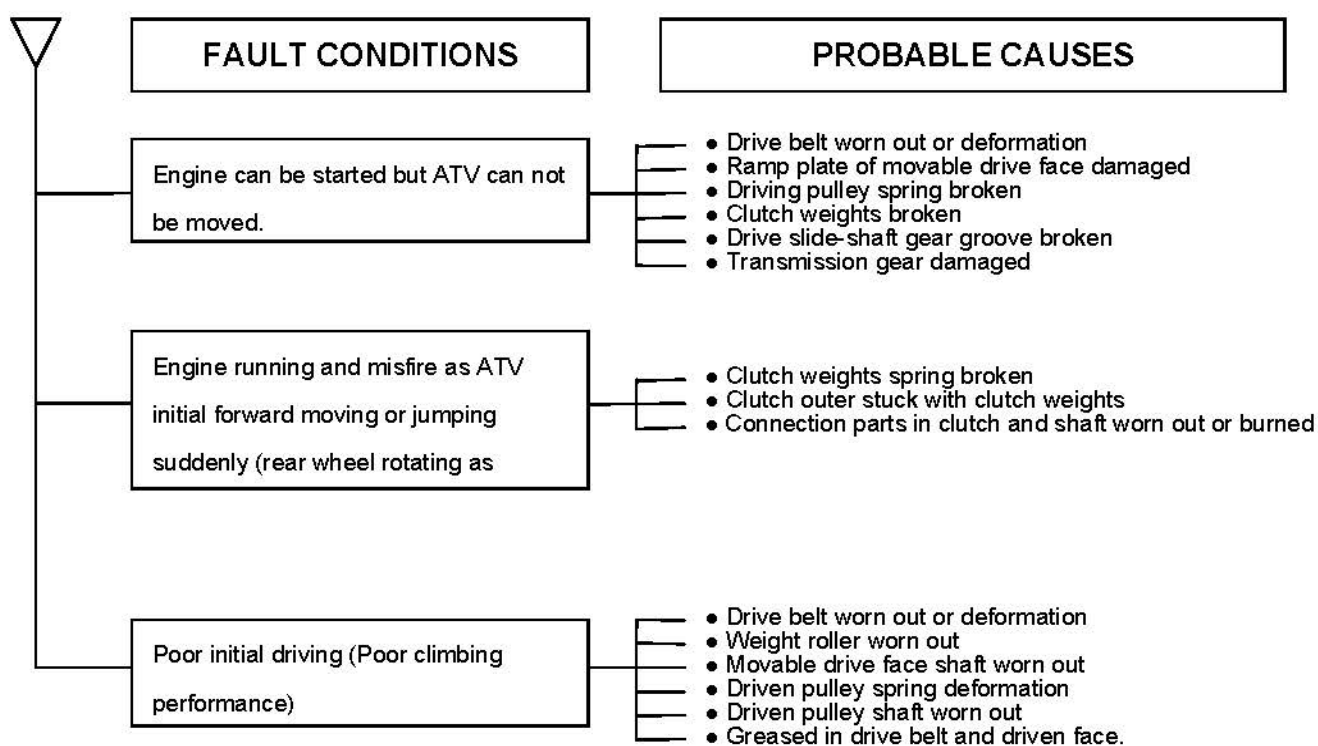 FAULT CONDITIONS
PROBABLE CAUSES
Engine can be started but ATV can not
be moved.
● Drive belt worn out or deformation
● Ramp plate of movable drive face damaged
● Driving pulley spring broken
● Clutch weights broken
● Drive slide-shaft gear groove broken
● Transmission gear damaged
Engine running and misfire as ATV
initial forward moving or jumping
suddenly (rear wheel rotating as
● Clutch weights spring broken
● Clutch outer stuck with clutch weights
● Connection parts in clutch and shaft worn out or burned
Poor initial driving (Poor climbing
performance)
● Drive belt worn out or deformation
● Weight roller worn out
● Movable drive face shaft worn out
● Driven pulley spring deformation
● Driven pulley shaft worn out
● Greased in drive belt and driven face.